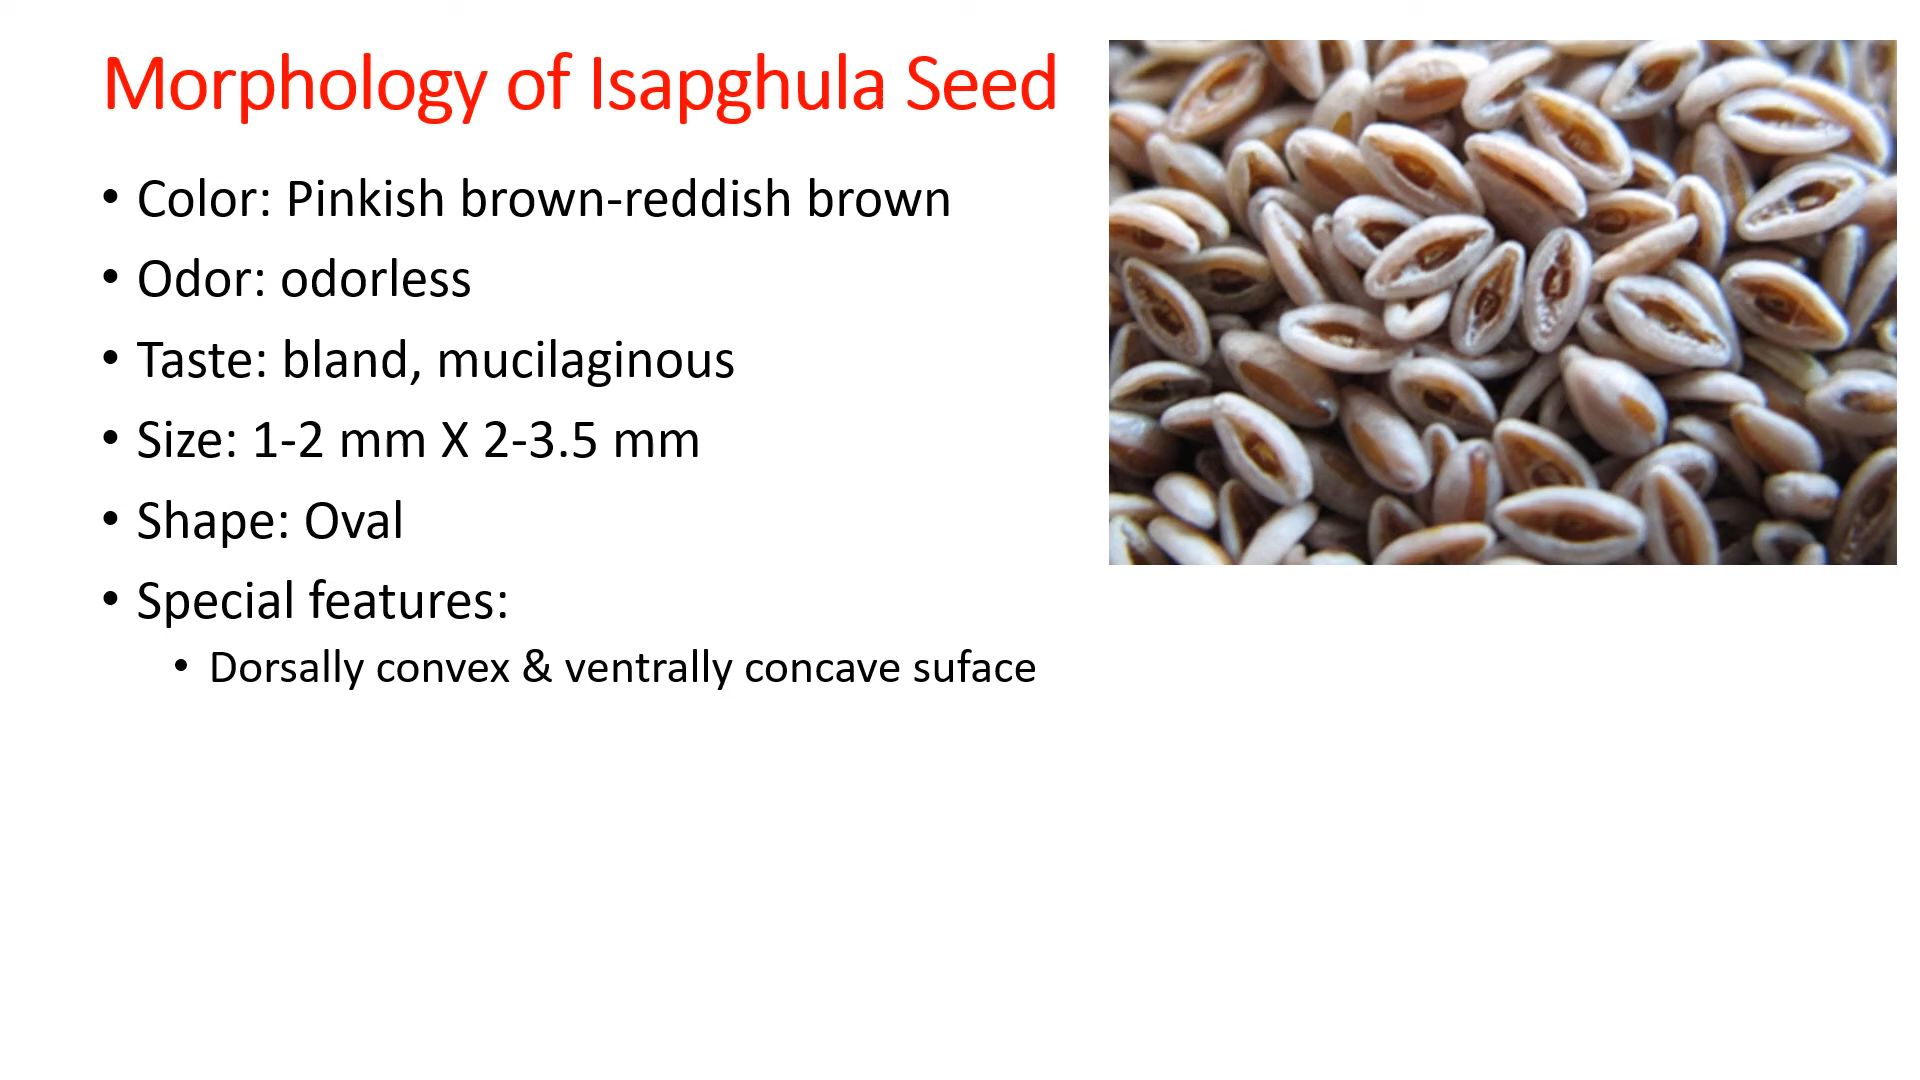 Morphology of Isapghula Seed
• Color: Pinkish brown-reddish brown
• Odor: odorless
• Taste: bland, mucilaginous
• Size: 1-2 mm X 2-3.5 mm
• Shape: Oval
• Special features:
• Dorsally convex & ventrally concave suface